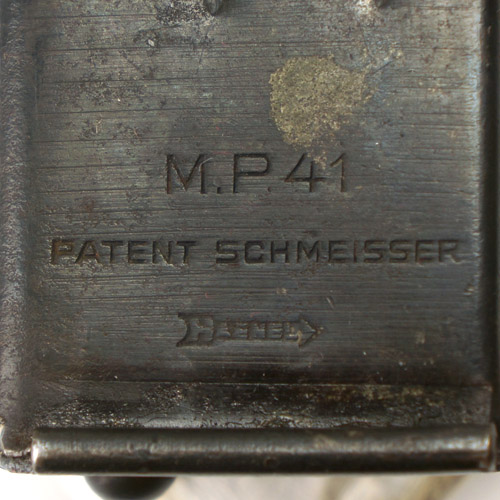 M.P.41
PATENT SCHMEISSER
HAENEL